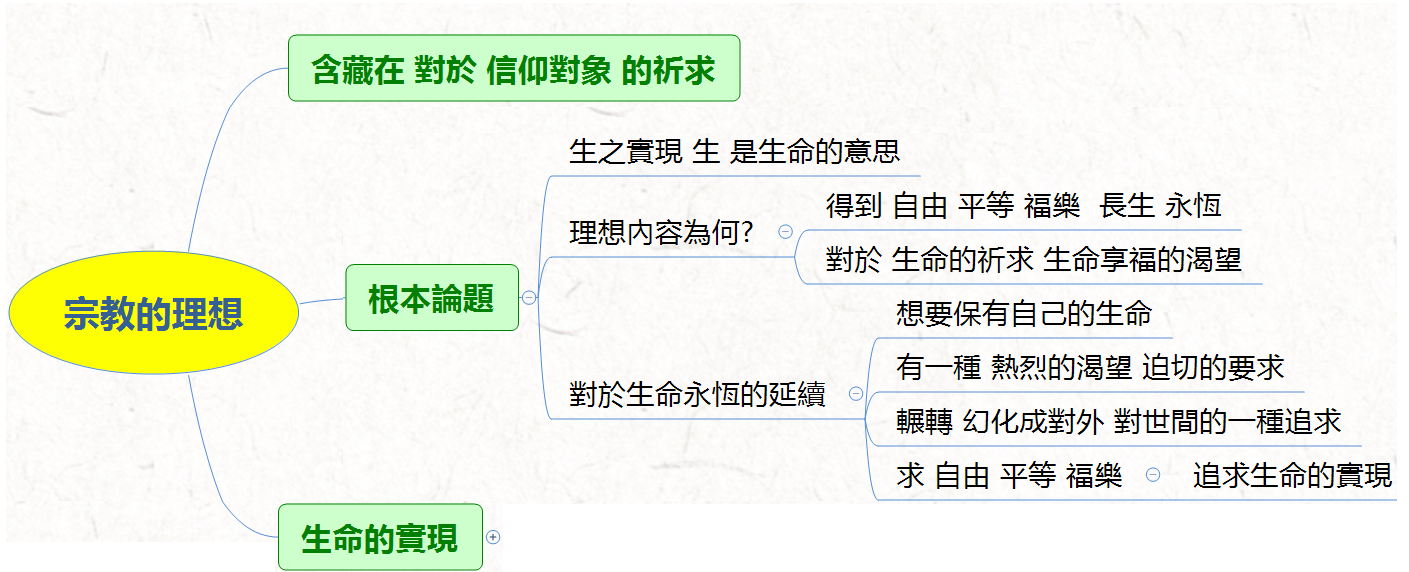 含藏在 對於 信仰對象 的祈求
生之實現 生 是生命的意思
得到 自由 平等 福樂 長生 永恆
理想內容為何?
對於 生命的祈求 生命享福的渴望
宗教的理想
根本論題
想要保有自己的生命
有一種 熱烈的渴望 迫切的要求
對於生命永恆的延續
輾轉 幻化成對外 對世間的一種追求
求 自由 平等 福樂
追求生命的實現
生命的實現